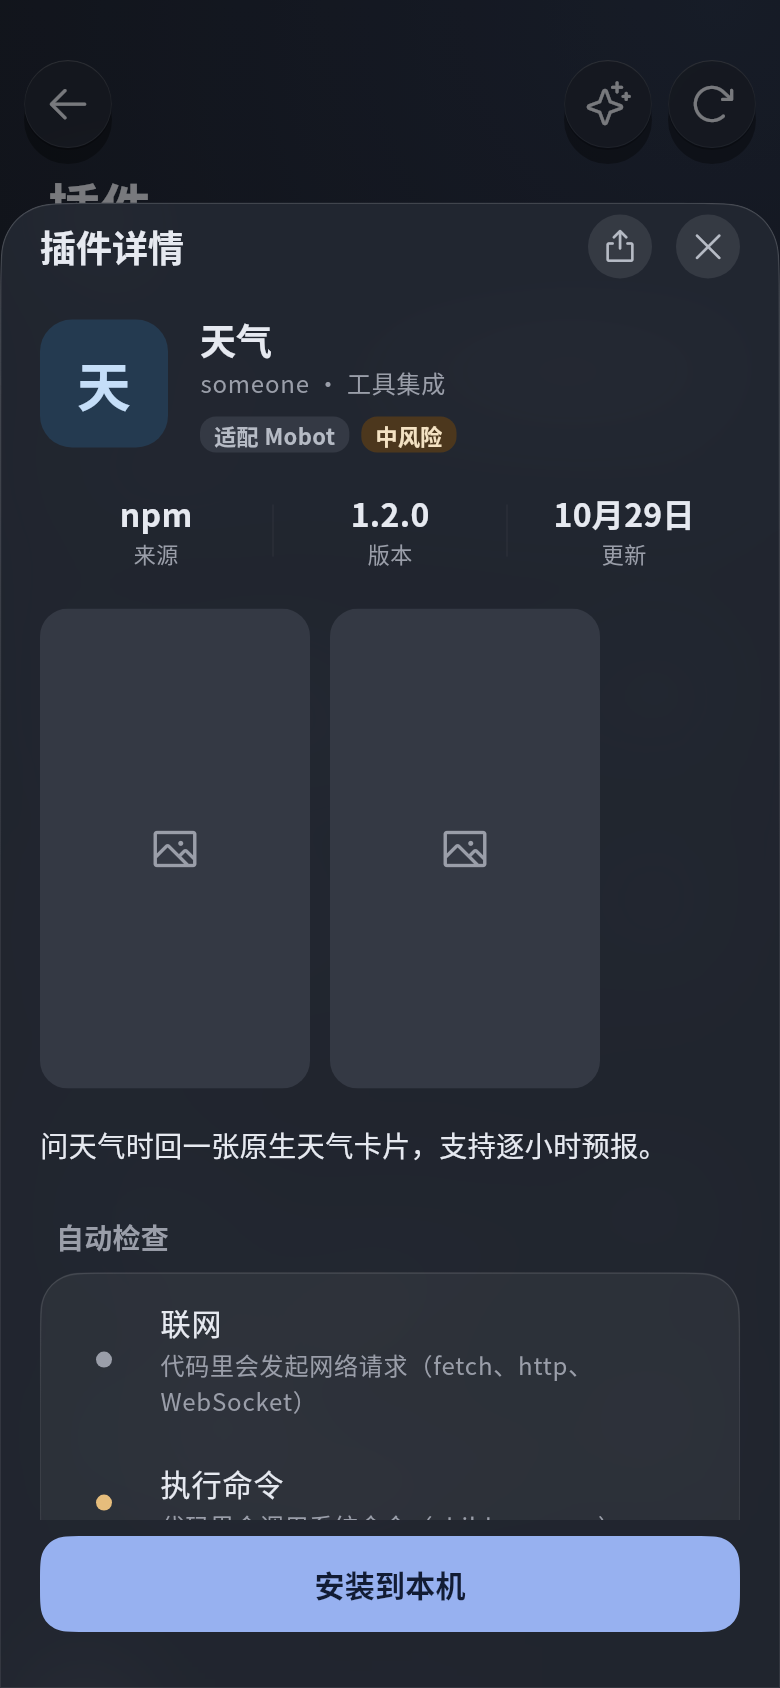 插件
插件详情
天
天气
someone · 工具集成
适配 Mobot
中风险
npm
来源
1.2.0
版本
10月29日
更新
问天气时回一张原生天气卡片，支持逐小时预报。
自动检查
联网
代码里会发起网络请求（fetch、http、
WebSocket）
执行命令
安装到本机